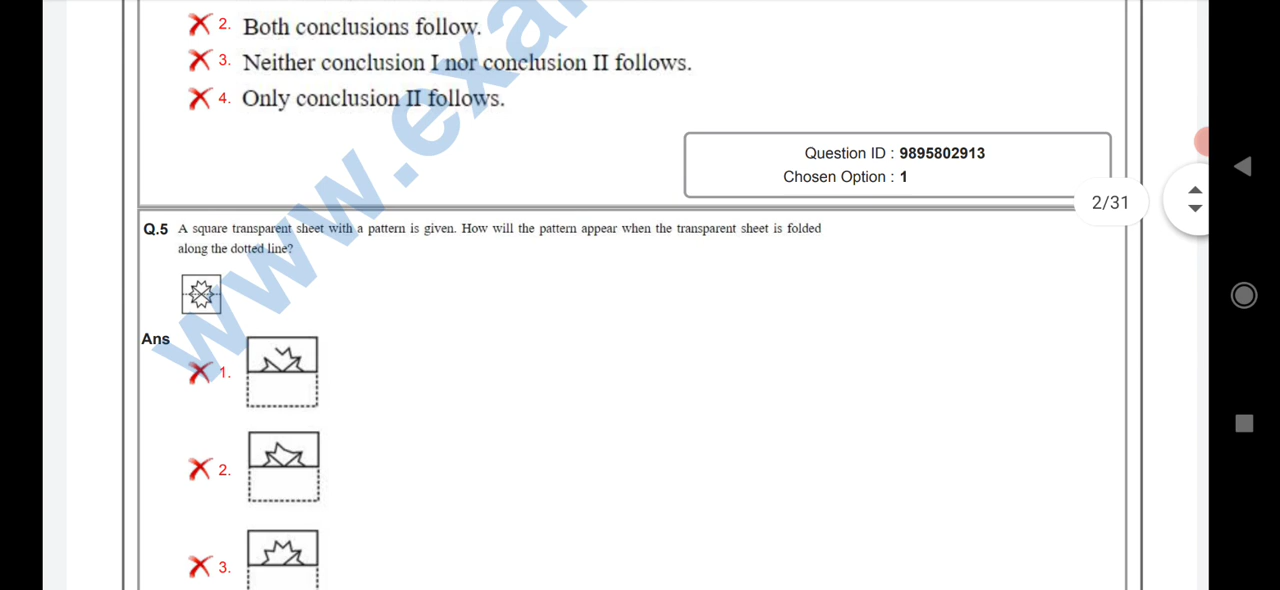 2. Both conclusions follow.
3. Neither conclusion I nor conclusion II follows.
4. Only conclusion II follows.
Question ID : 9895802913
Chosen Option : 1
2/31
Q.5 A square transparent sheet with a pattern is given. How will the pattern appear when the transparent sheet is folded
along the dotted line?
Ans
1.
2.
3.
www.exa